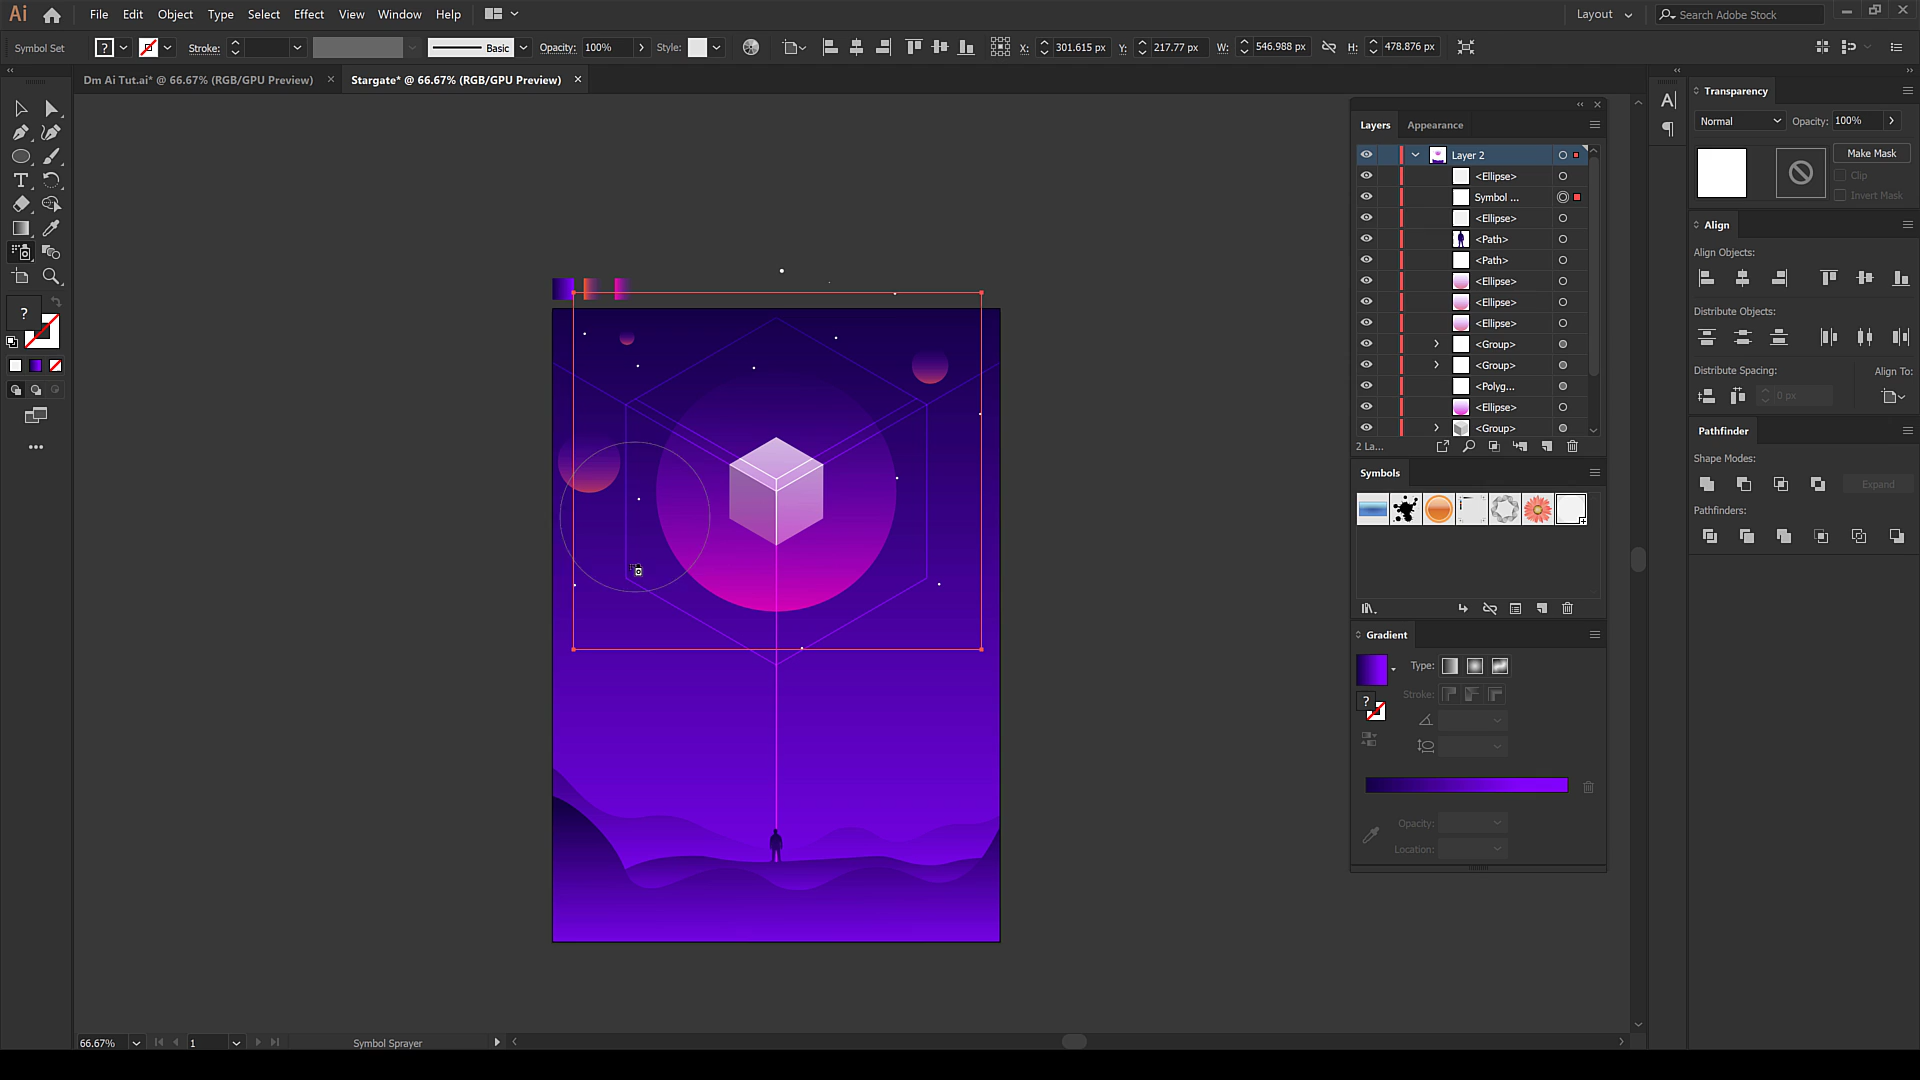 Ai File Edit Object Type Select Effect View Window Help Layout Search Adobe Stock
Symbol Set ? Stroke: Basic Opacity: 100% Style: X: 301.615 px Y: 217.77 px W: 546.988 px H: 478.876 px
Dm Ai Tut.ai* @ 66.67% (RGB/GPU Preview) × Stargate* @ 66.67% (RGB/GPU Preview) ×
Transparency
Normal Opacity: 100%
Make Mask
Clip
Invert Mask
Align
Align Objects:
Distribute Objects:
Distribute Spacing: Align To:
0 px
Pathfinder
Shape Modes:
Expand
Pathfinders:
Layers Appearance
Layer 2
<Ellipse>
Symbol ...
<Ellipse>
<Path>
<Path>
<Ellipse>
<Ellipse>
<Ellipse>
<Group>
<Group>
<Polyg...
<Ellipse>
<Group>
2 La...
Symbols
Gradient
Type:
Stroke:
?
Opacity:
Location:
?
66.67% 1 Symbol Sprayer